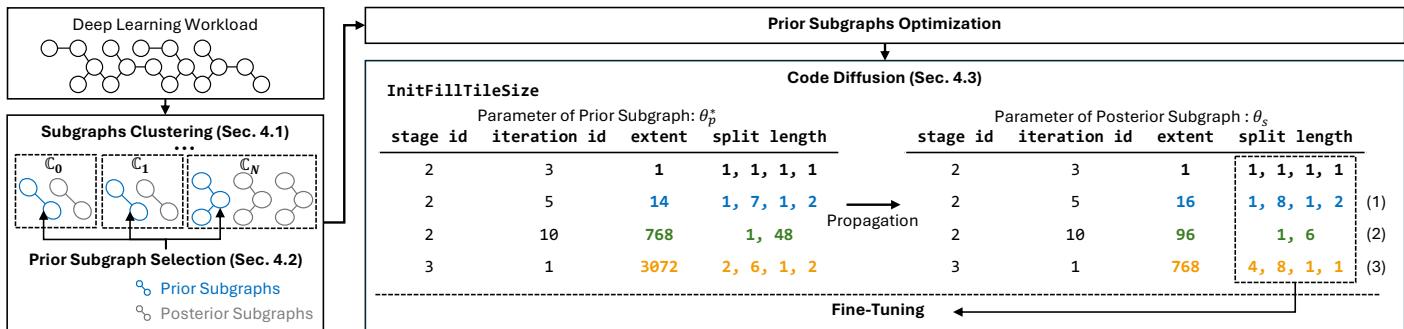 Deep Learning Workload
Subgraphs Clustering (Sec. 4.1)
...
ℂ0 ℂ1 ℂN
Prior Subgraph Selection (Sec. 4.2)
Prior Subgraphs
Posterior Subgraphs
Prior Subgraphs Optimization
Code Diffusion (Sec. 4.3)
InitFillTileSize
Parameter of Prior Subgraph: θ*p
stage id iteration id extent split length
2 3 1 1, 1, 1, 1
2 5 14 1, 7, 1, 2
2 10 768 1, 48
3 1 3072 2, 6, 1, 2
Propagation
Parameter of Posterior Subgraph : θs
stage id iteration id extent split length
2 3 1 1, 1, 1, 1
2 5 16 1, 8, 1, 2 (1)
2 10 96 1, 6 (2)
3 1 768 4, 8, 1, 1 (3)
Fine-Tuning